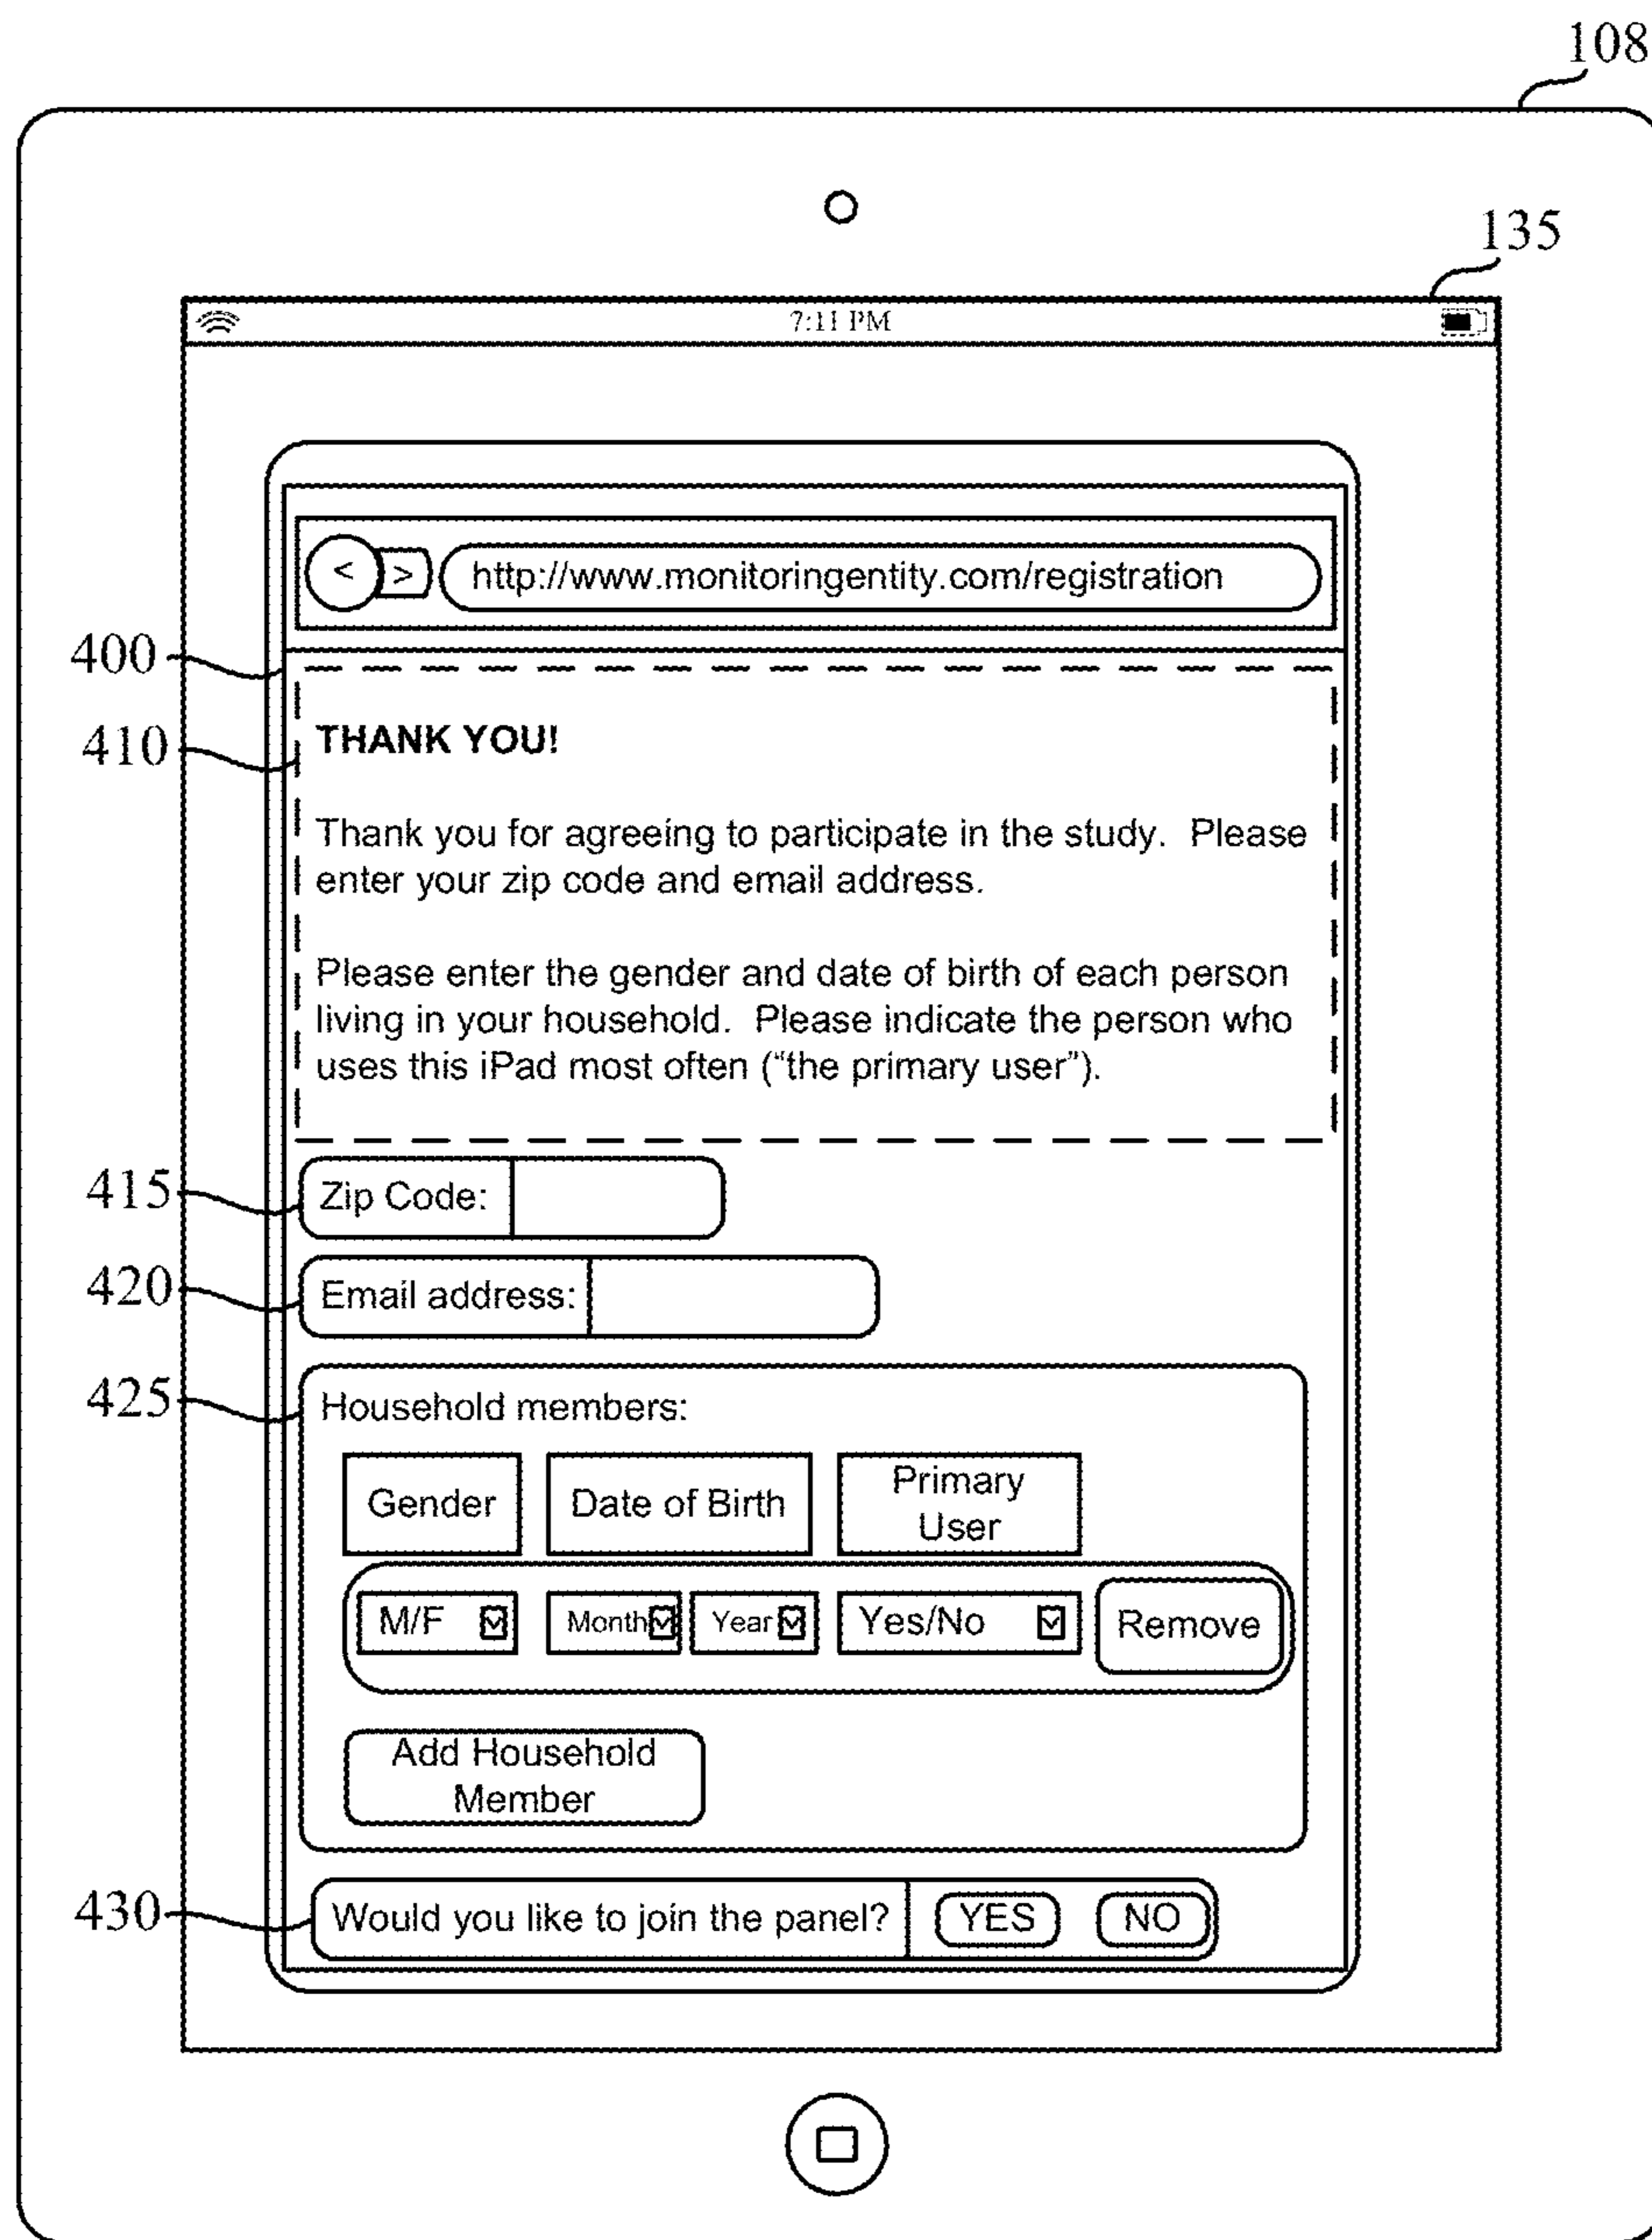 108
135
7:11 PM
< > http://www.monitoringentity.com/registration
400
410
THANK YOU!
Thank you for agreeing to participate in the study. Please
enter your zip code and email address.
Please enter the gender and date of birth of each person
living in your household. Please indicate the person who
uses this iPad most often (“the primary user”).
415
Zip Code:
420
Email address:
425
Household members:
Gender Date of Birth Primary
User
M/F Month Year Yes/No Remove
Add Household
Member
430
Would you like to join the panel? YES NO